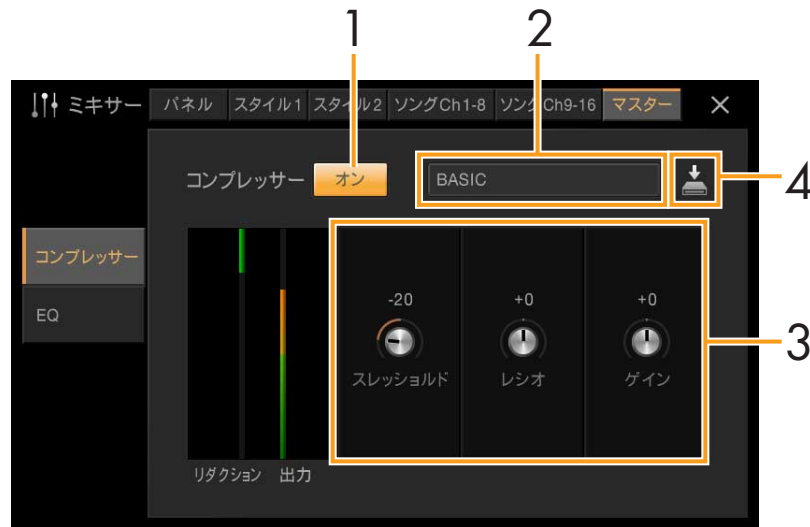 1
2
ミキサー パネル スタイル1 スタイル2 ソングCh1-8 ソングCh9-16 マスター ×
コンプレッサー オン BASIC
4
コンプレッサー
EQ
-20 +0 +0
3
スレッショルド レシオ ゲイン
リダクション 出力